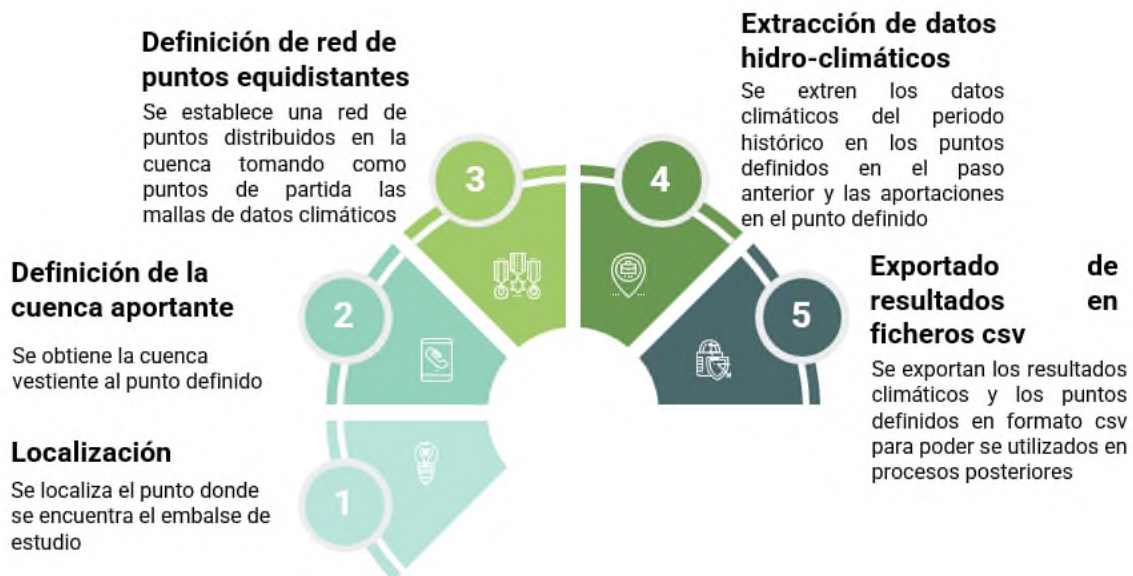 Definición de red de
puntos equidistantes
Se establece una red de
puntos distribuidos en la
cuenca tomando como
puntos de partida las
mallas de datos climáticos
3
4
Extracción de datos
hidro-climáticos
Se extren los datos
climáticos del periodo
histórico en los puntos
definidos en el paso
anterior y las aportaciones
en el punto definido
Definición de la
cuenca aportante
Se obtiene la cuenca
vestiente al punto definido
2
5
Exportado de
resultados en
ficheros csv
Se exportan los resultados
climáticos y los puntos
definidos en formato csv
para poder se utilizados en
procesos posteriores
Localización
Se localiza el punto donde
se encuentra el embalse de
estudio
1